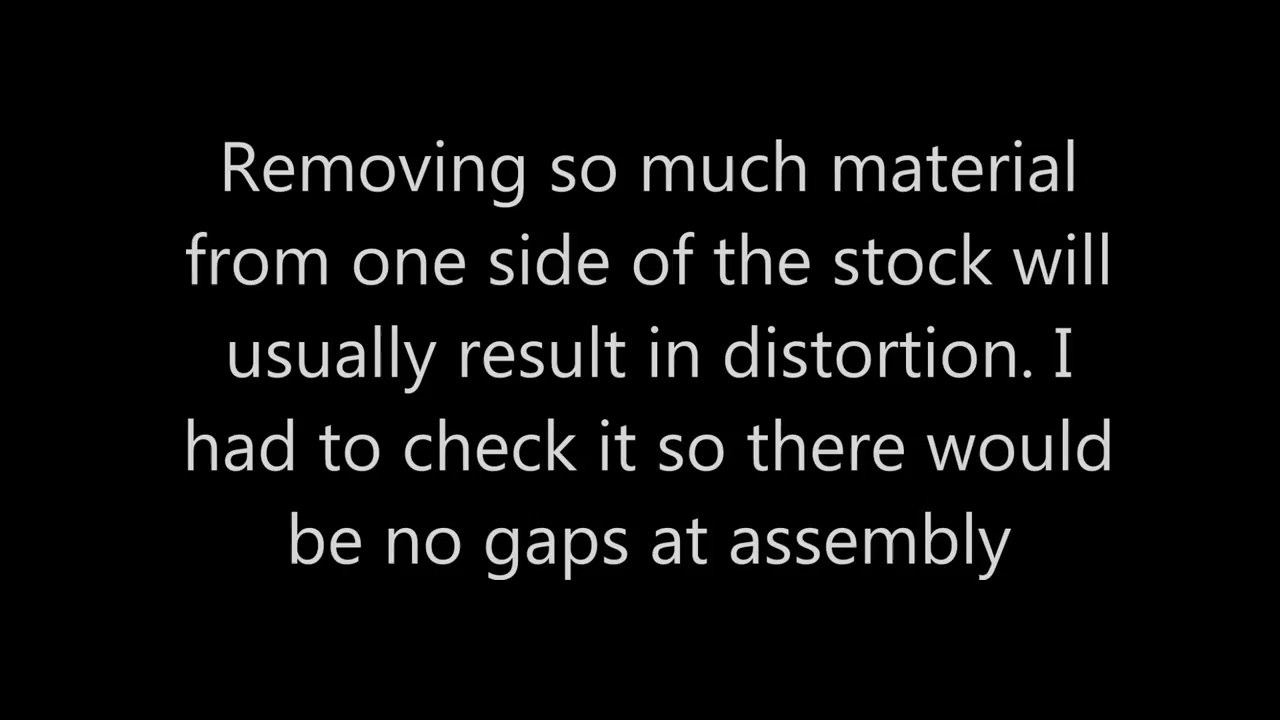 Removing so much material
from one side of the stock will
usually result in distortion. I
had to check it so there would
be no gaps at assembly